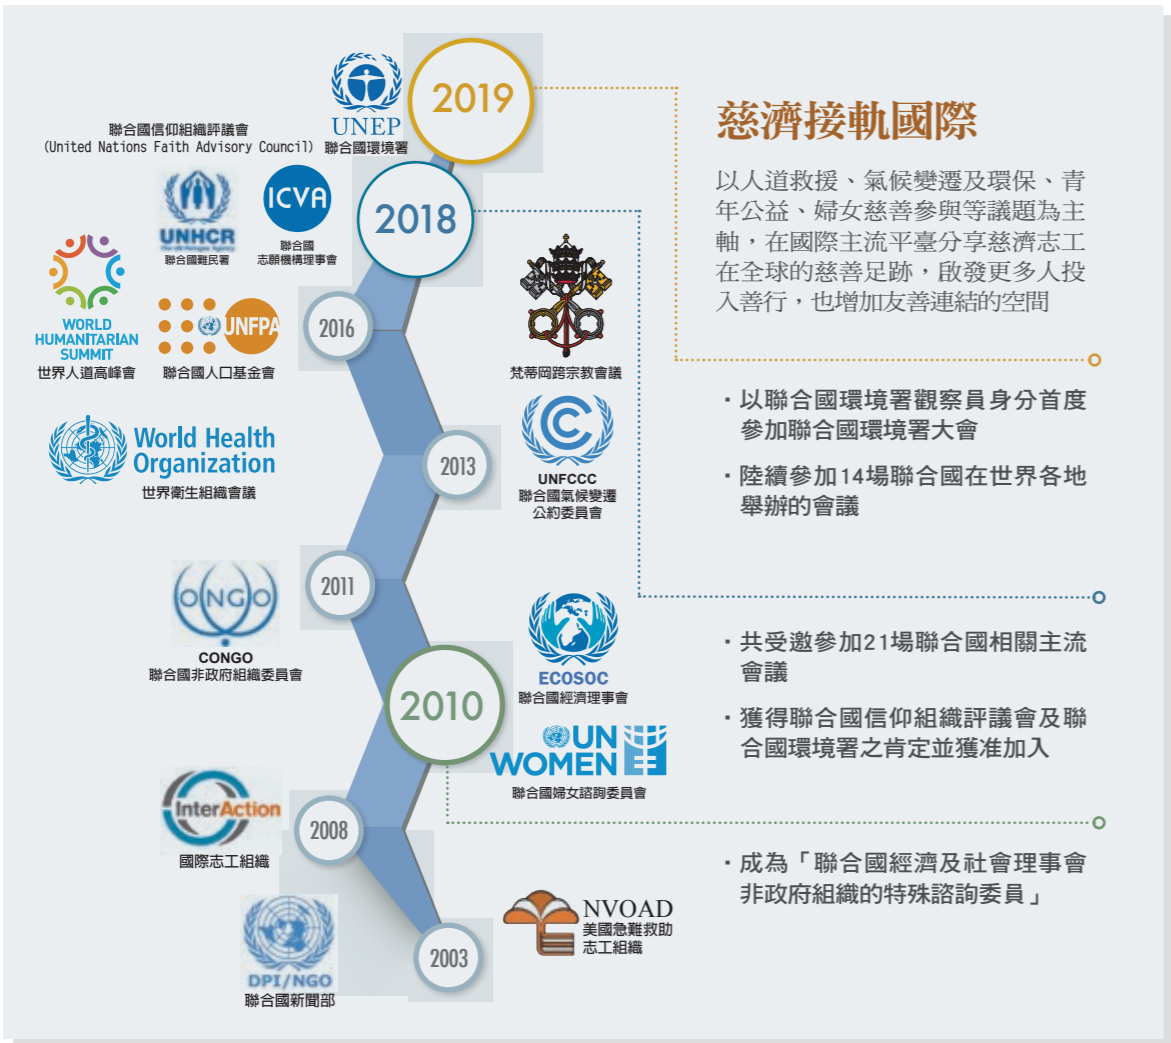 2019
UNEP
聯合國環境署
聯合國信仰組織評議會
(United Nations Faith Advisory Council)
2018
UNHCR
The UN Refugee Agency
聯合國難民署
ICVA
聯合國
志願機構理事會
WORLD
HUMANITARIAN
SUMMIT
世界人道高峰會
UNFPA
聯合國人口基金會
2016
梵蒂岡跨宗教會議
World Health
Organization
世界衛生組織會議
2013
UNFCCC
聯合國氣候變遷
公約委員會
2011
CONGO
CONGO
聯合國非政府組織委員會
ECOSOC
聯合國經濟理事會
2010
UN
WOMEN
聯合國婦女諮詢委員會
InterAction
國際志工組織
2008
DPI/NGO
聯合國新聞部
2003
NVOAD
美國急難救助
志工組織
慈濟接軌國際
以人道救援、氣候變遷及環保、青
年公益、婦女慈善參與等議題為主
軸，在國際主流平臺分享慈濟志工
在全球的慈善足跡，啟發更多人投
入善行，也增加友善連結的空間
・以聯合國環境署觀察員身分首度
參加聯合國環境署大會
・陸續參加14場聯合國在世界各地
舉辦的會議
・共受邀參加21場聯合國相關主流
會議
・獲得聯合國信仰組織評議會及聯
合國環境署之肯定並獲准加入
・成為「聯合國經濟及社會理事會
非政府組織的特殊諮詢委員」